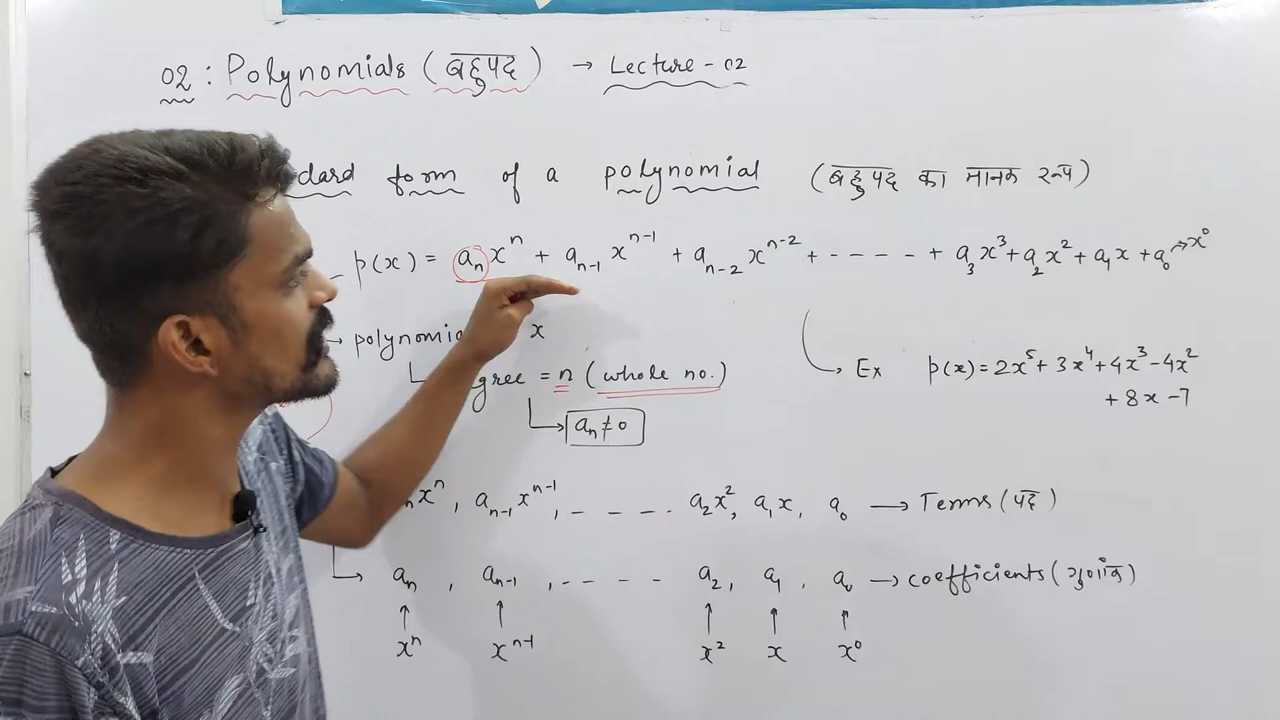 02 : Polynomials (बहुपद) → Lecture - 02
dard form of a polynomial (बहुपद का मानक रूप)
p(x) = aₙxⁿ + aₙ₋₁xⁿ⁻¹ + aₙ₋₂xⁿ⁻² + - - - - + a₃x³ + a₂x² + a₁x + a₀ → x⁰
→ polynomia x
gree = n (whole no.)
aₙ ≠ 0
Ex p(x) = 2x⁵ + 3x⁴ + 4x³ - 4x²
+ 8x - 7
ₙxⁿ, aₙ₋₁xⁿ⁻¹, - - - - a₂x², a₁x, a₀ → Terms (पद)
aₙ, aₙ₋₁, - - - - a₂, a₁, a₀ → coefficients (गुणांक)
↑ ↑ ↑ ↑ ↑
xⁿ xⁿ⁻¹ x² x x⁰